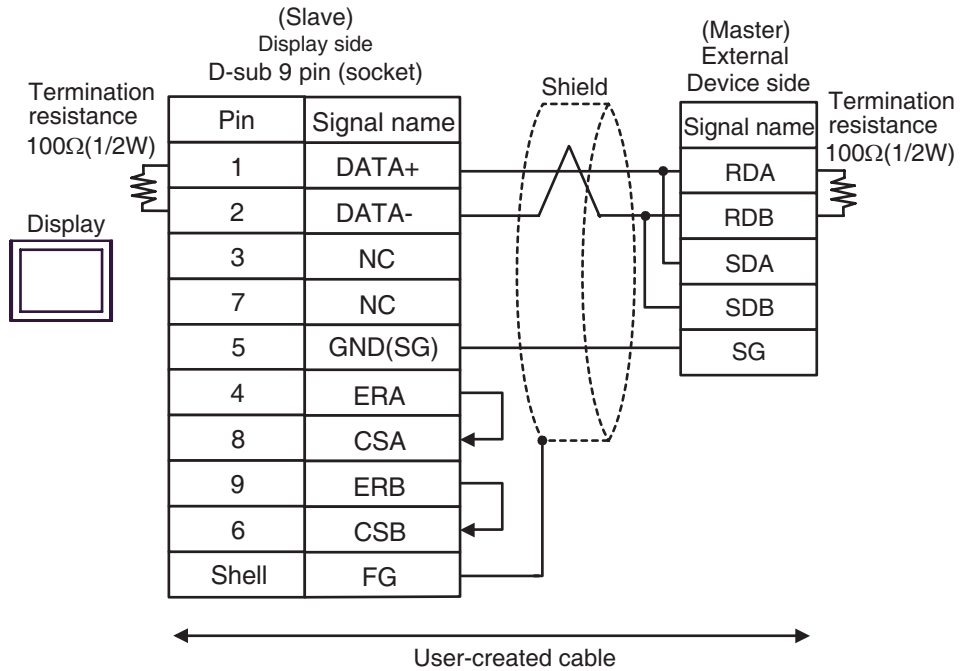 (Slave)
Display side
D-sub 9 pin (socket)
(Master)
External
Device side
Termination
resistance
100Ω(1/2W)
Shield
Termination
resistance
100Ω(1/2W)
Display
Pin Signal name
1 DATA+
2 DATA-
3 NC
7 NC
5 GND(SG)
4 ERA
8 CSA
9 ERB
6 CSB
Shell FG
Signal name
RDA
RDB
SDA
SDB
SG
User-created cable